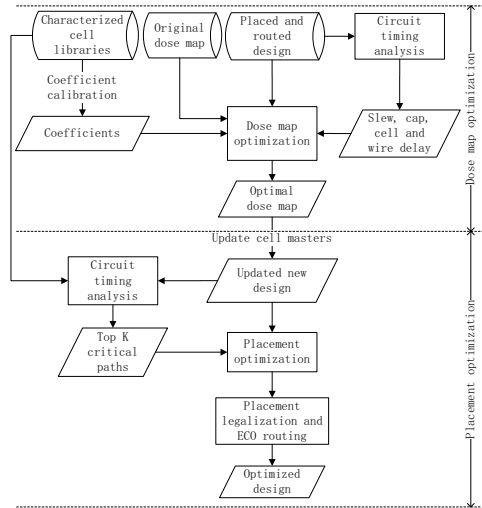 Characterized
cell
libraries
Original
dose map
Placed and
routed
design
Circuit
timing
analysis
Coefficient
calibration
Coefficients
Dose map
optimization
Slew, cap,
cell and
wire delay
Optimal
dose map
Dose map optimization
Update cell masters
Circuit
timing
analysis
Updated new
design
Top K
critical
paths
Placement
optimization
Placement
legalization and
ECO routing
Optimized
design
Placement optimization